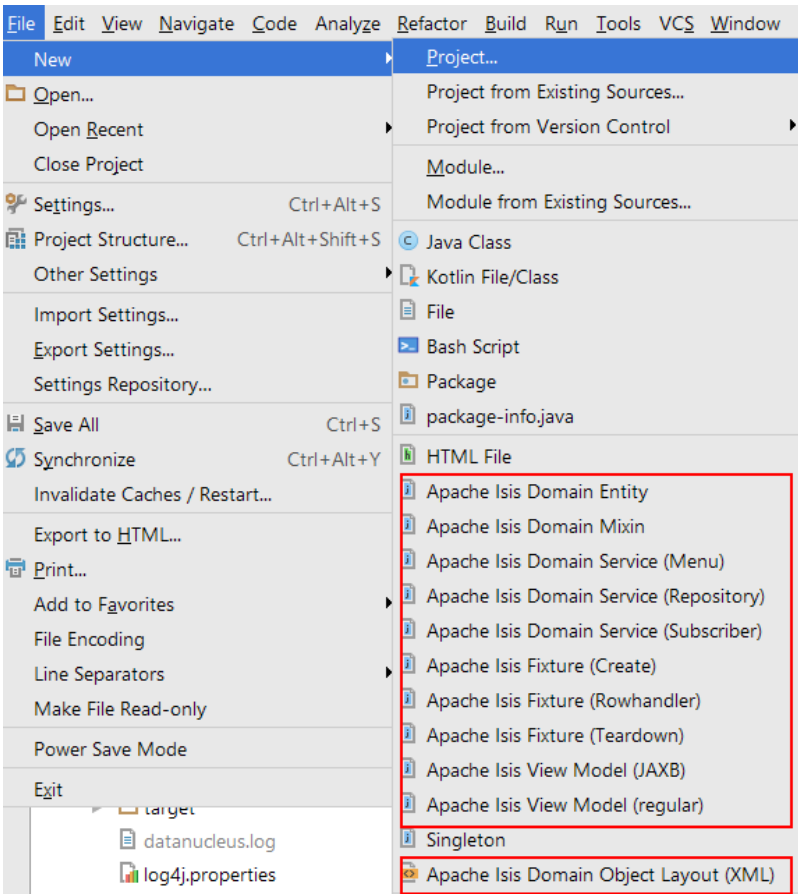 File Edit View Navigate Code Analyze Refactor Build Run Tools VCS Window
New
Open...
Open Recent
Close Project
Settings... Ctrl+Alt+S
Project Structure... Ctrl+Alt+Shift+S
Other Settings
Import Settings...
Export Settings...
Settings Repository...
Save All Ctrl+S
Synchronize Ctrl+Alt+Y
Invalidate Caches / Restart...
Export to HTML...
Print...
Add to Favorites
File Encoding
Line Separators
Make File Read-only
Power Save Mode
Exit
target
datanucleus.log
log4j.properties
Project...
Project from Existing Sources...
Project from Version Control
Module...
Module from Existing Sources...
Java Class
Kotlin File/Class
File
Bash Script
Package
package-info.java
HTML File
Apache Isis Domain Entity
Apache Isis Domain Mixin
Apache Isis Domain Service (Menu)
Apache Isis Domain Service (Repository)
Apache Isis Domain Service (Subscriber)
Apache Isis Fixture (Create)
Apache Isis Fixture (Rowhandler)
Apache Isis Fixture (Teardown)
Apache Isis View Model (JAXB)
Apache Isis View Model (regular)
Singleton
Apache Isis Domain Object Layout (XML)